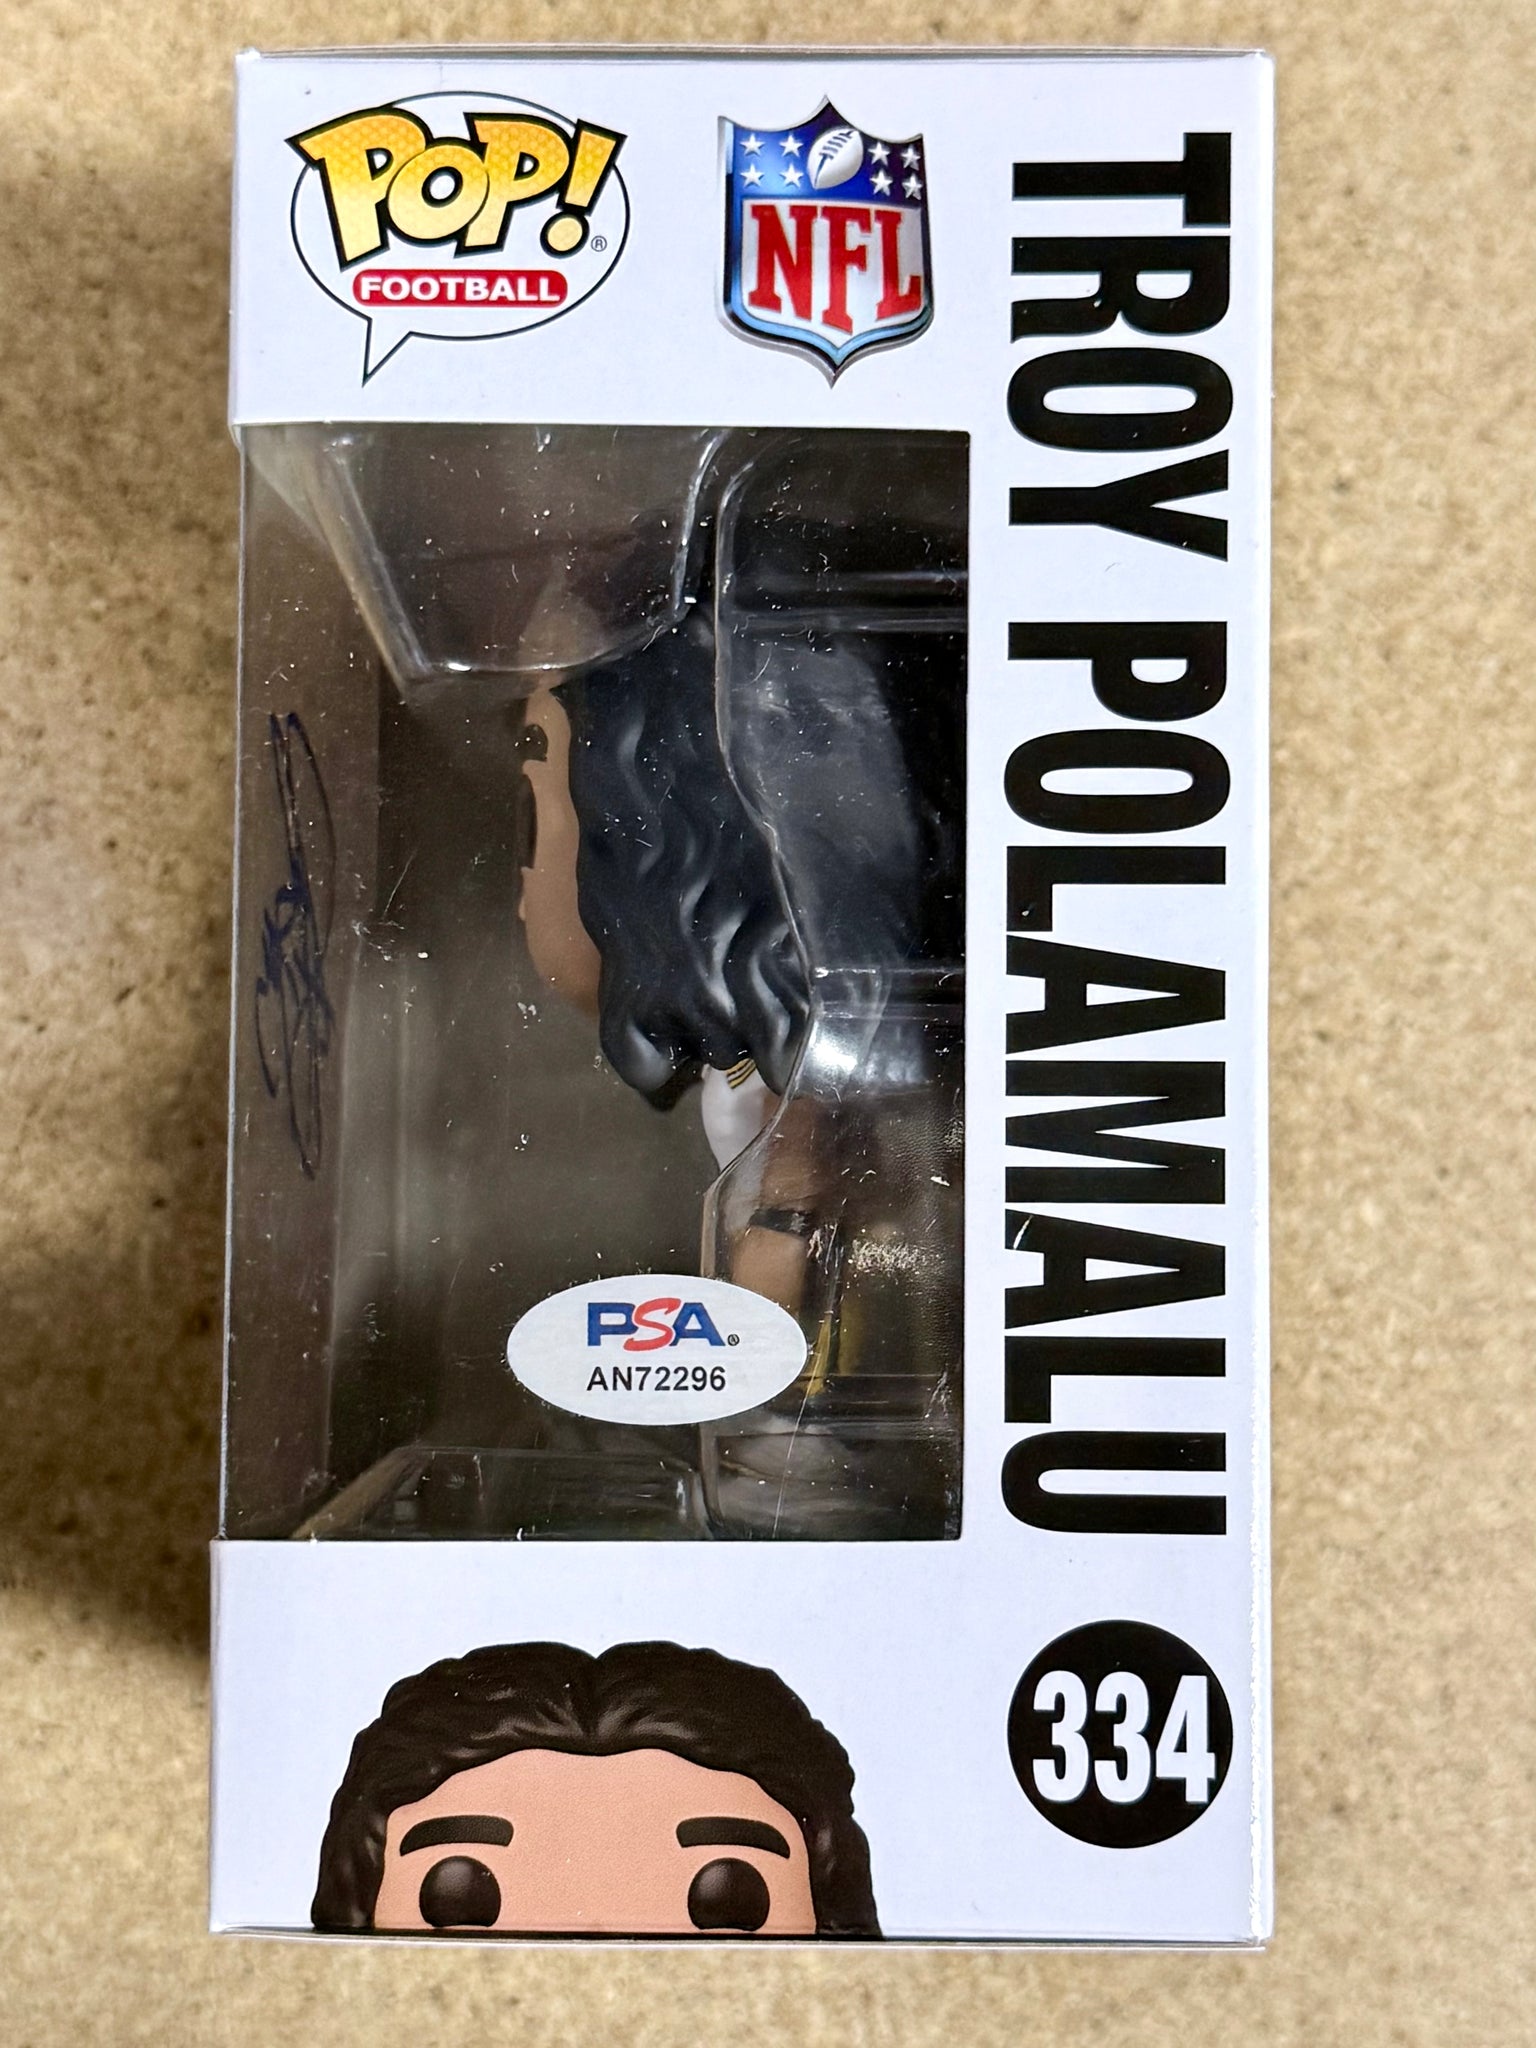 POP!®
FOOTBALL
NFL
TROY POLAMALU
PSA®
AN72296
334